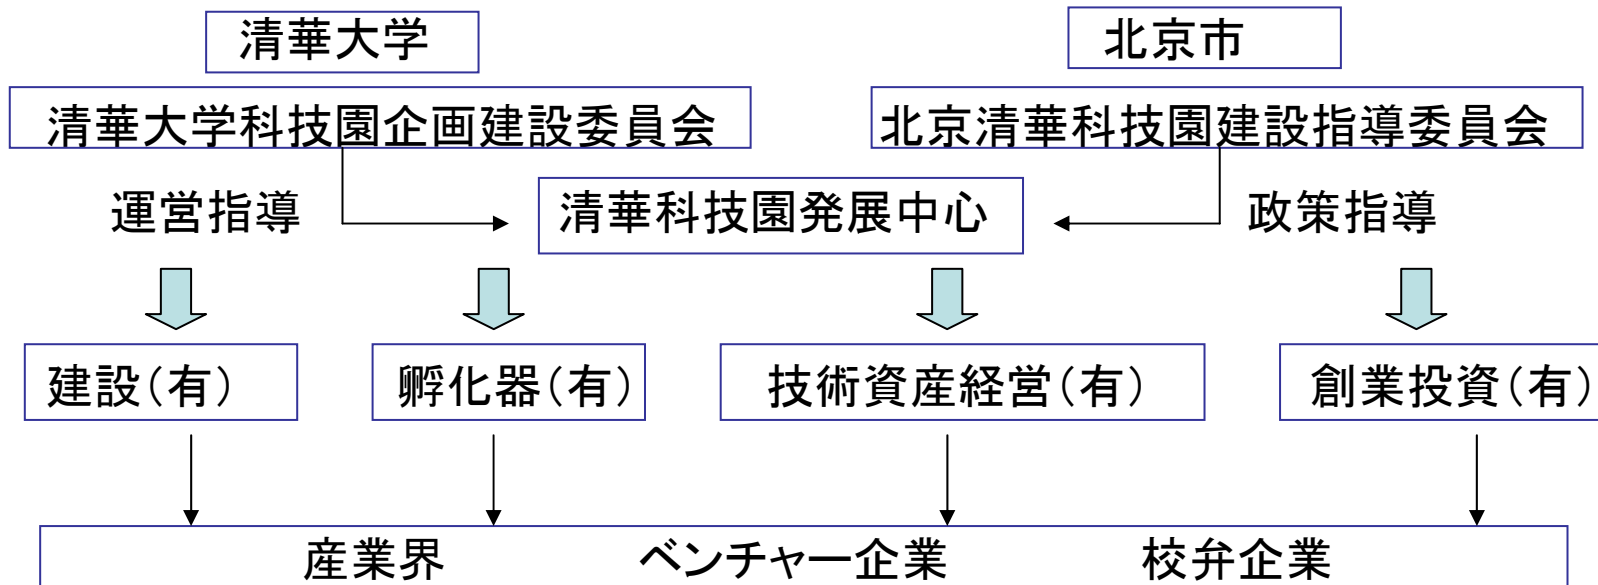 清華大学 北京市
清華大学科技園企画建設委員会 北京清華科技園建設指導委員会
運営指導 清華科技園発展中心 政策指導
建設(有) 孵化器(有) 技術資産経営(有) 創業投資(有)
産業界 ベンチャー企業 校弁企業